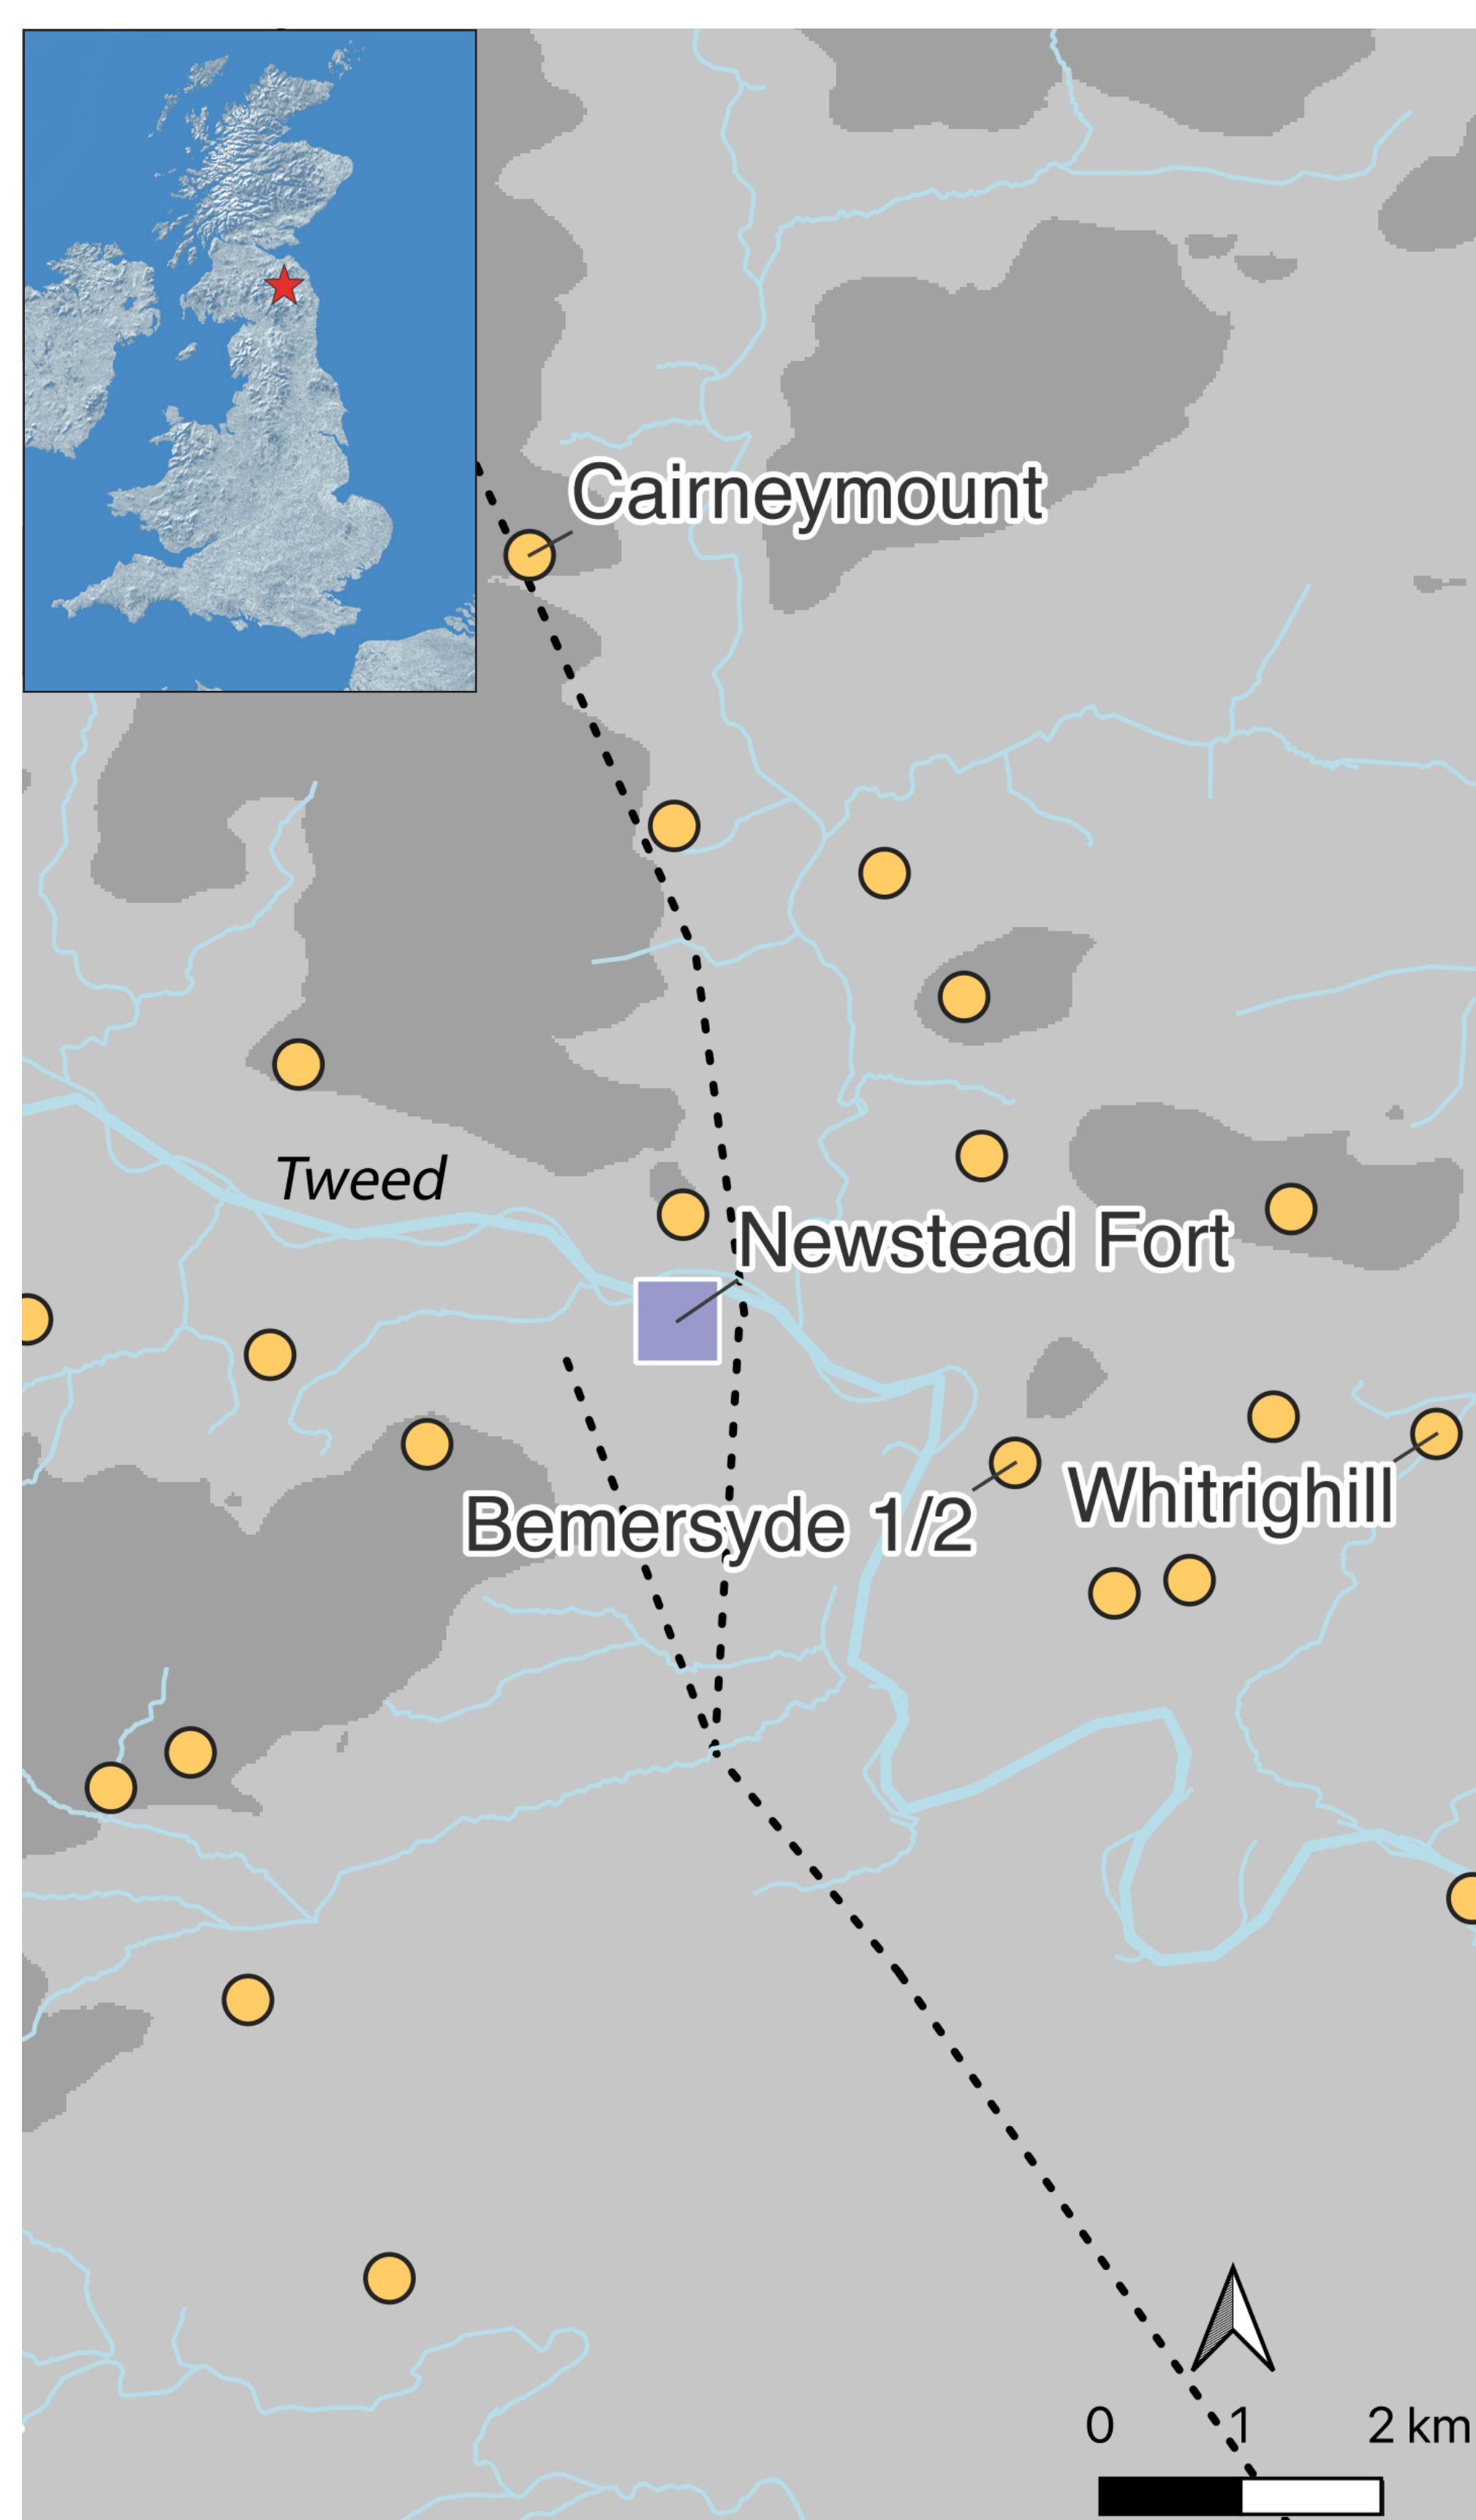 Cairneymount
Tweed
Newstead Fort
Bemersyde 1/2
Whitrighill
0 1 2 km